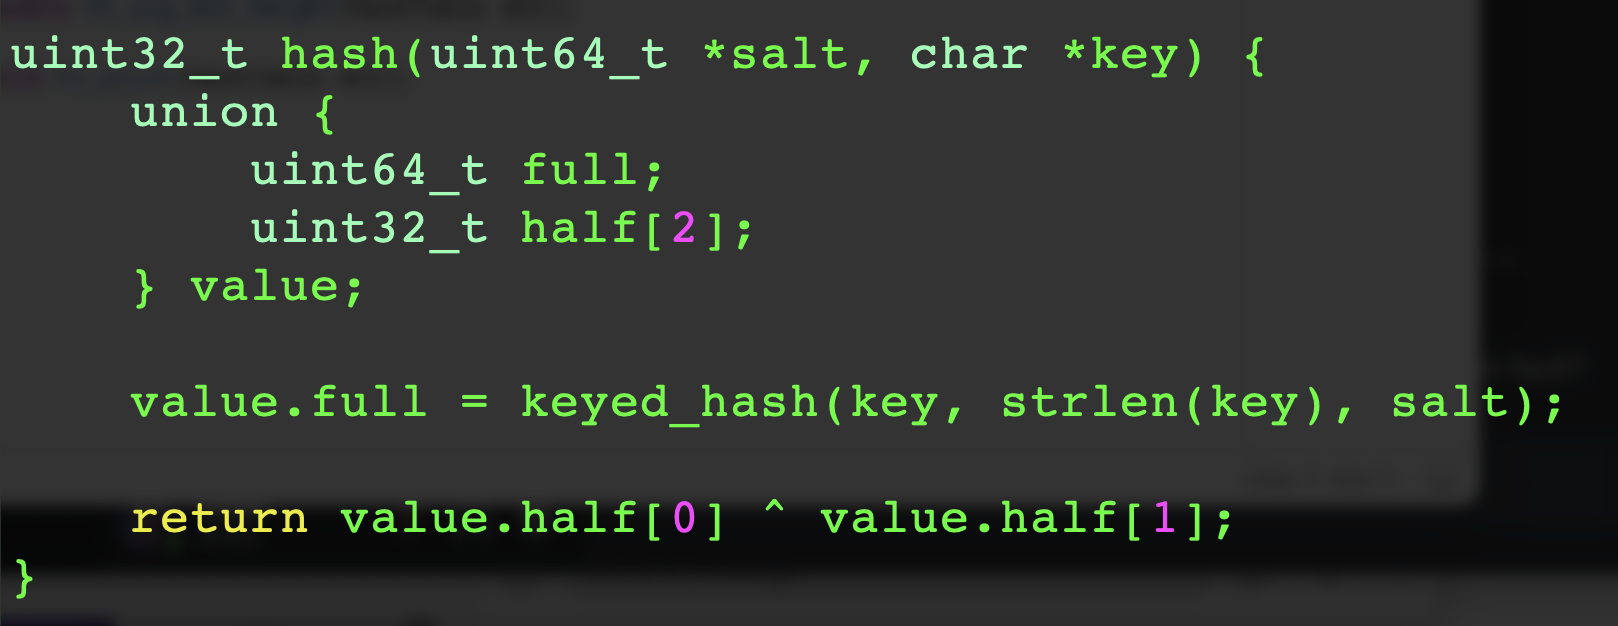 uint32_t hash(uint64_t *salt, char *key) {
    union {
        uint64_t full;
        uint32_t half[2];
    } value;

    value.full = keyed_hash(key, strlen(key), salt);

    return value.half[0] ^ value.half[1];
}